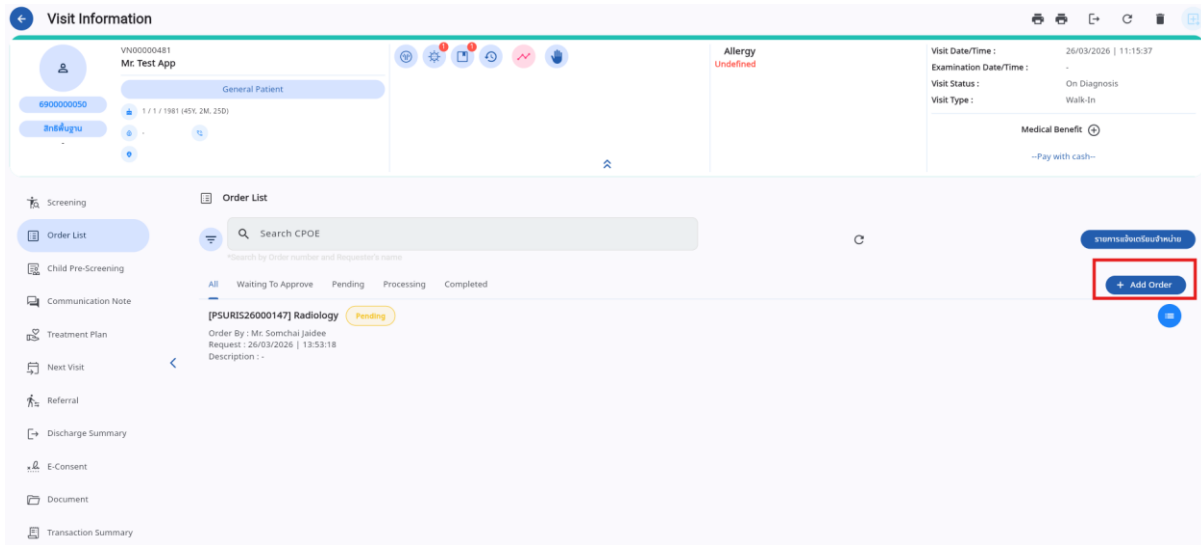 Visit Information
VN00000481
Mr. Test App
General Patient
6900000050
สิทธิพื้นฐาน
-
1 / 1 / 1981 (45Y, 2M, 25D)
-
1
1
Allergy
Undefined
Visit Date/Time : 26/03/2026 | 11:15:37
Examination Date/Time : -
Visit Status : On Diagnosis
Visit Type : Walk-In
Medical Benefit
--Pay with cash--
Screening
Order List
Child Pre-Screening
Communication Note
Treatment Plan
Next Visit
Referral
Discharge Summary
E-Consent
Document
Transaction Summary
Order List
Search CPOE
*Search by Order number and Requester's name
รายการแจ้งเตรียมจำหน่าย
All Waiting To Approve Pending Processing Completed
+ Add Order
[PSURIS26000147] Radiology Pending
Order By : Mr. Somchai Jaidee
Request : 26/03/2026 | 13:53:18
Description : -